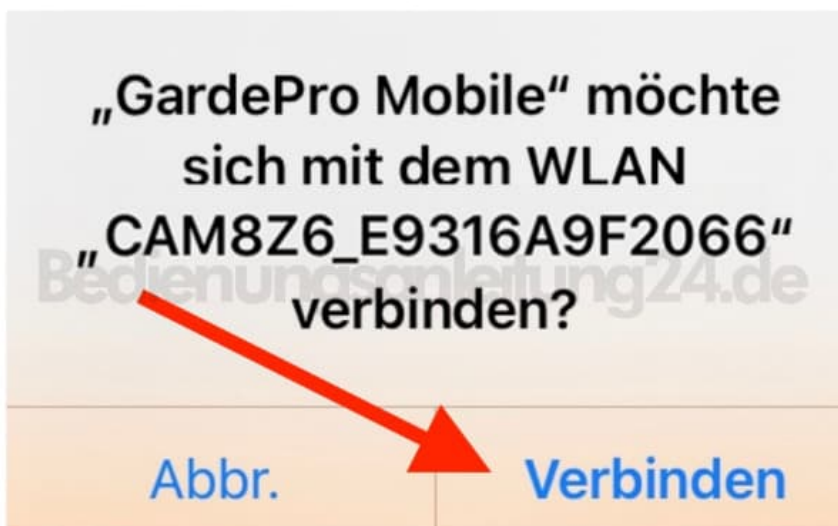 „GardePro Mobile“ möchte
sich mit dem WLAN
„CAM8Z6_E9316A9F2066“
Bedienungsanleitung24.de
verbinden?
Abbr.
Verbinden